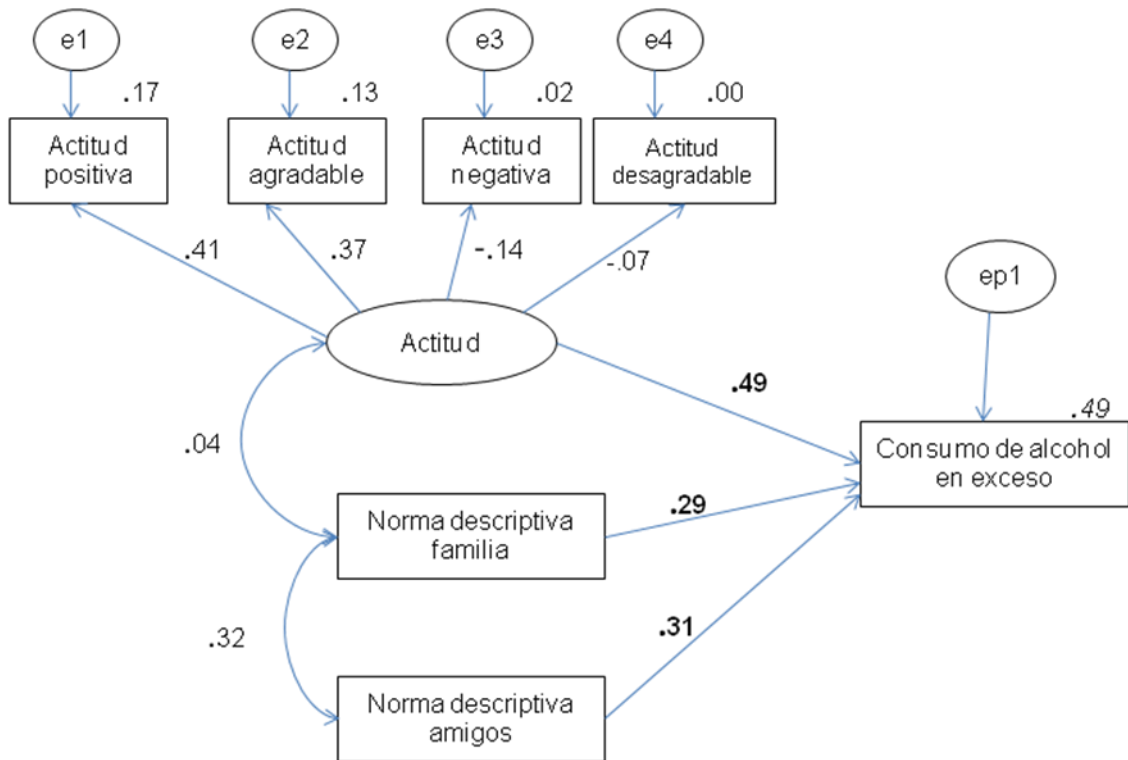 e1
e2
e3
e4
.17
.13
.02
.00
Actitud
positiva
Actitud
agradable
Actitud
negativa
Actitud
desagradable
.41
.37
-.14
-.07
ep1
Actitud
.49
.49
Consumo de alcohol
en exceso
.04
Norma descriptiva
familia
.29
.32
.31
Norma descriptiva
amigos